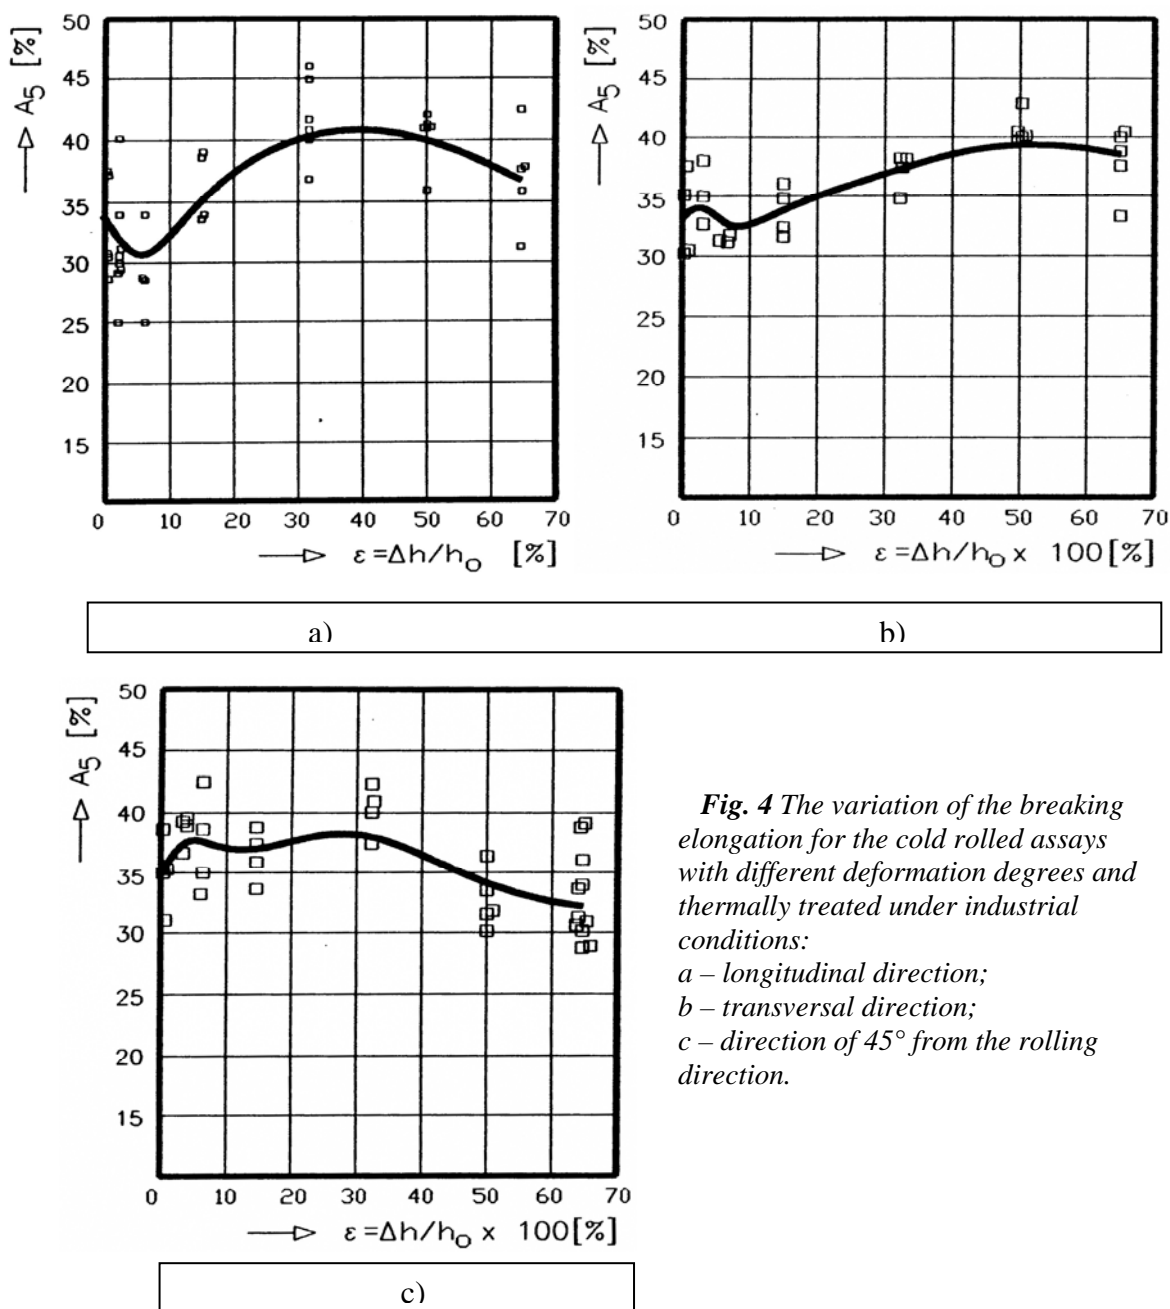 A5 [%]
50
45
40
35
30
25
20
15
0 10 20 30 40 50 60 70
ε =Δh/h0 [%]
A5 [%]
50
45
40
35
30
25
20
15
0 10 20 30 40 50 60 70
ε =Δh/h0 x 100[%]
a) b)
A5 [%]
50
45
40
35
30
25
20
15
0 10 20 30 40 50 60 70
ε =Δh/h0 x 100[%]
c)
Fig. 4 The variation of the breaking
elongation for the cold rolled assays
with different deformation degrees and
thermally treated under industrial
conditions:
a – longitudinal direction;
b – transversal direction;
c – direction of 45° from the rolling
direction.